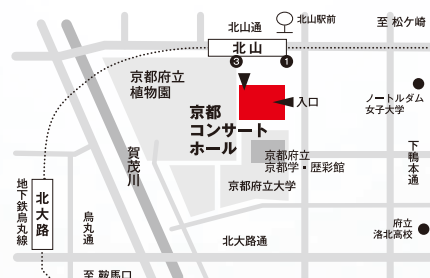 北山通
北山駅前
至 松ヶ崎
北山
3
1
京都府立
植物園
入口
ノートルダム
女子大学
京都
コンサート
ホール
賀茂川
京都府立
京都学・歴彩館
下鴨本通
京都府立大学
地下鉄烏丸線
北大路
烏丸通
府立
洛北高校
北大路通
至 鞍馬口